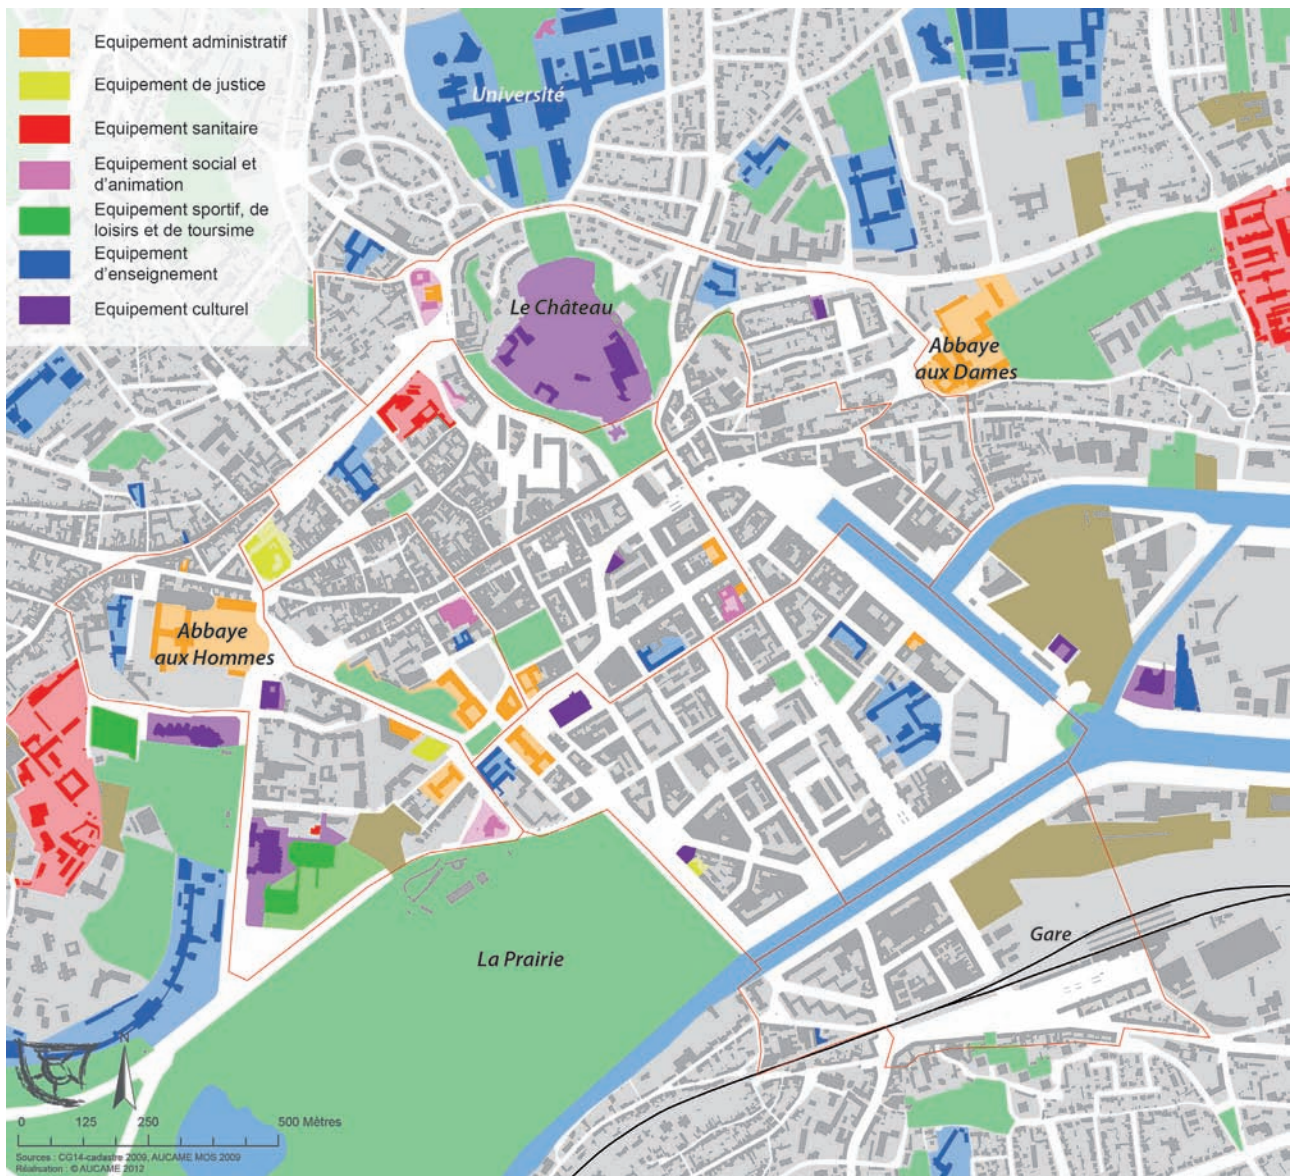 Equipement administratif
Equipement de justice
Equipement sanitaire
Equipement social et
d'animation
Equipement sportif, de
loisirs et de toursime
Equipement
d'enseignement
Equipement culturel
Université
Le Château
Abbaye
aux Dames
Abbaye
aux Hommes
La Prairie
Gare
N
0 125 250 500 Mètres
Sources : CG14-cadastre 2009, AUCAME MOS 2009
Réalisation : © AUCAME 2012